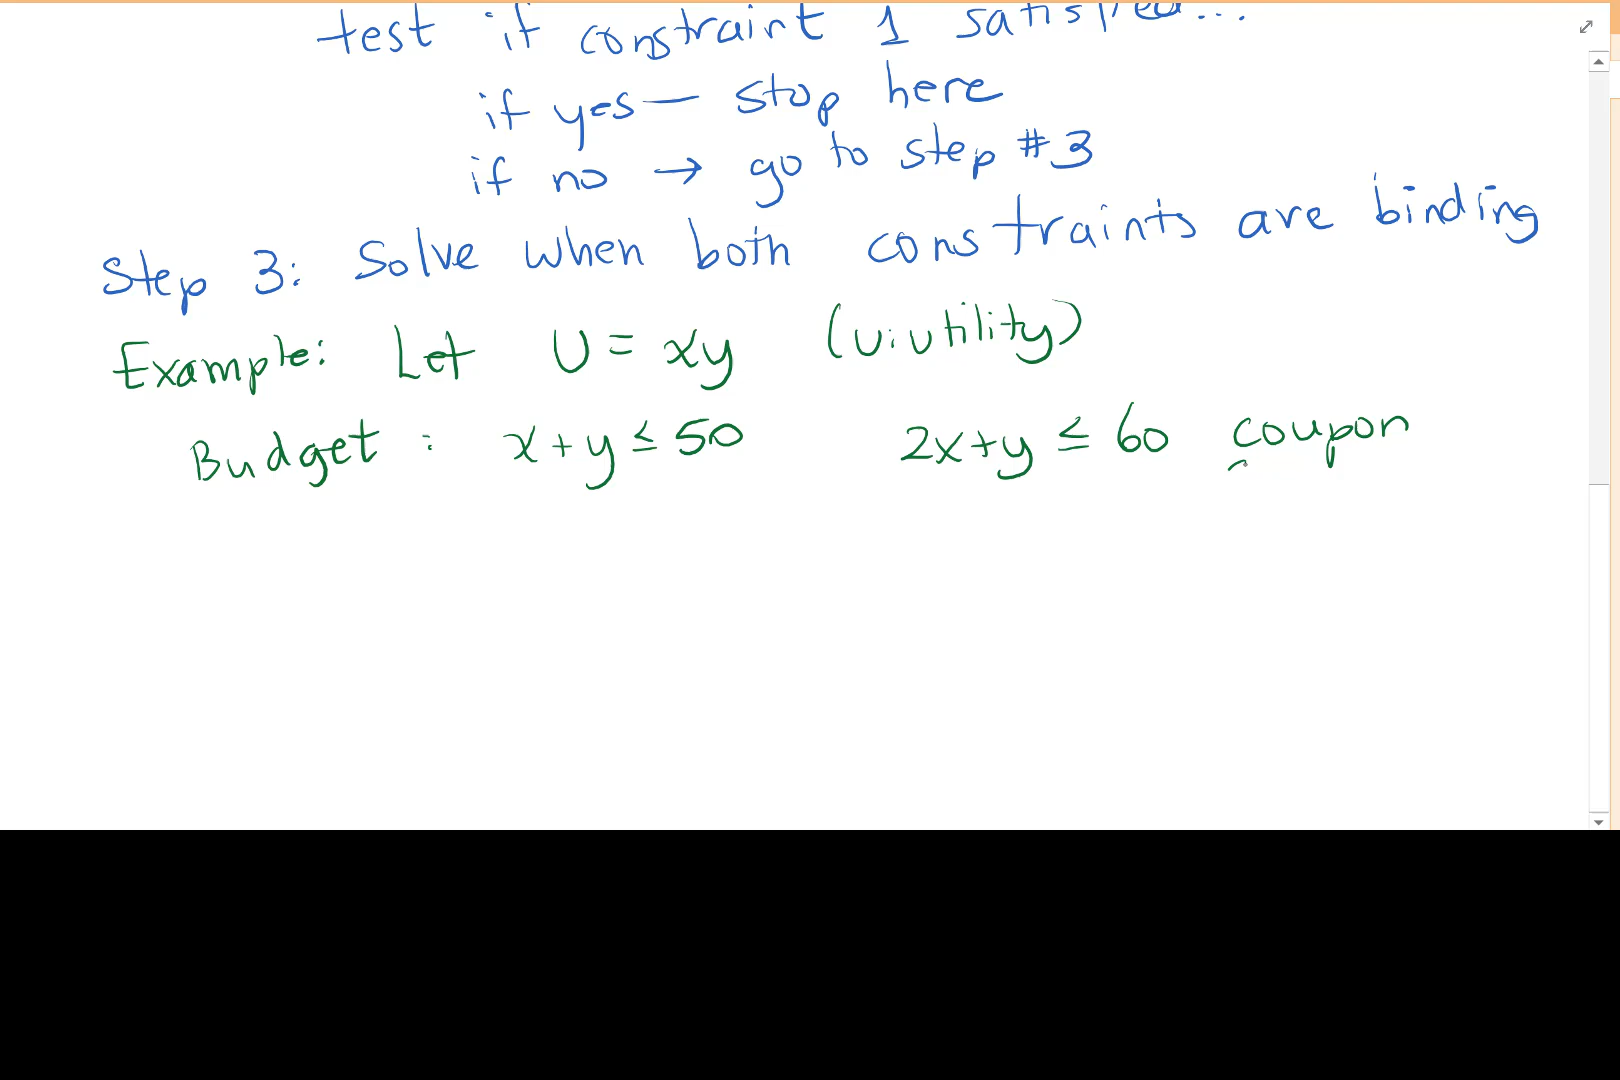 test if constraint 1 satisfied...
if yes — stop here
if no → go to step #3
Step 3: Solve when both constraints are binding
Example: Let U = xy (U: utility)
Budget : x + y ≤ 50 2x + y ≤ 60 coupon